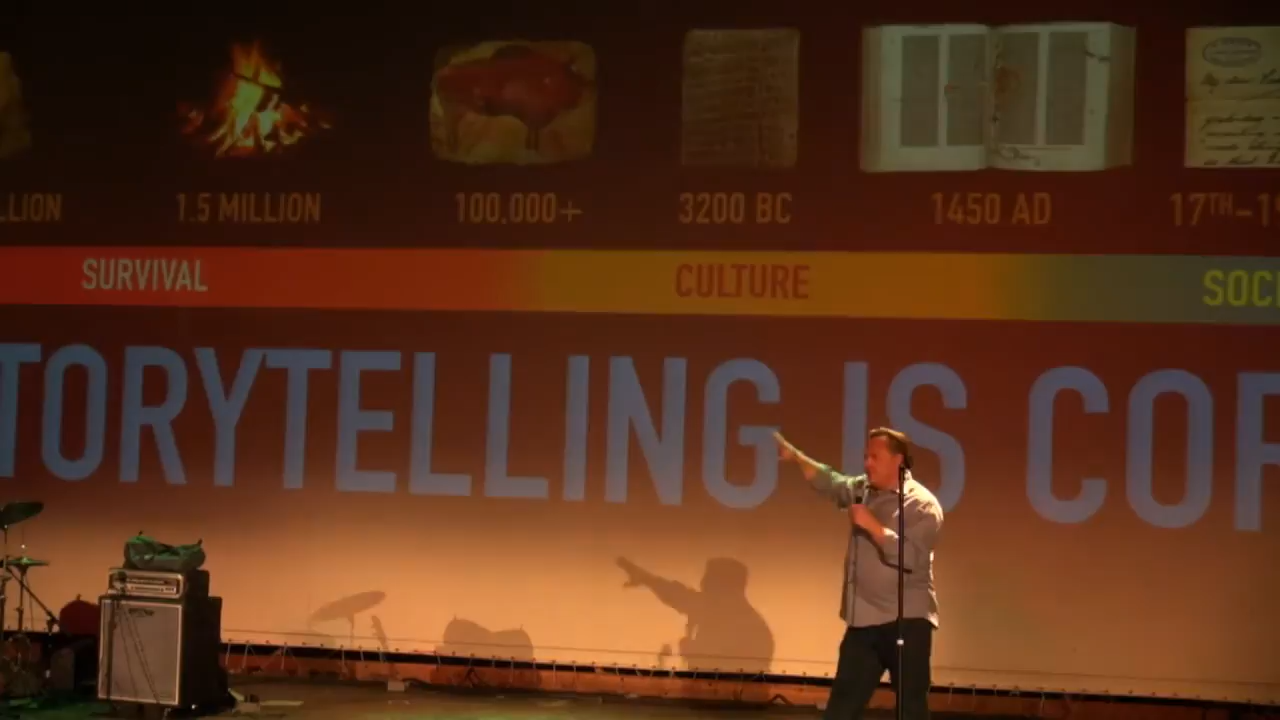 LLION 1.5 MILLION 100,000+ 3200 BC 1450 AD 17TH-1
SURVIVAL CULTURE SOCI
TORYTELLING IS COR